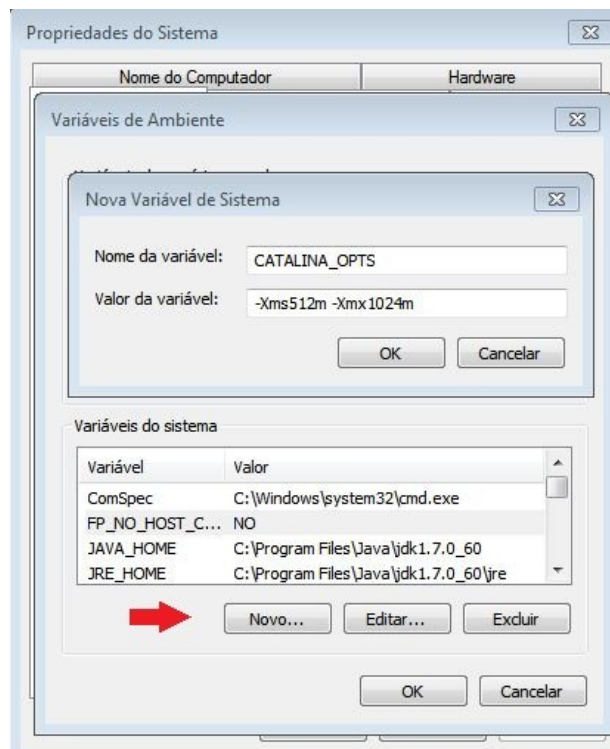 Propriedades do Sistema
Nome do Computador Hardware
Variáveis de Ambiente
Nova Variável de Sistema
Nome da variável: CATALINA_OPTS
Valor da variável: -Xms512m -Xmx1024m
OK Cancelar
Variáveis do sistema
Variável Valor
ComSpec C:\Windows\system32\cmd.exe
FP_NO_HOST_C... NO
JAVA_HOME C:\Program Files\Java\jdk1.7.0_60
JRE_HOME C:\Program Files\Java\jdk1.7.0_60\jre
Novo... Editar... Excluir
OK Cancelar